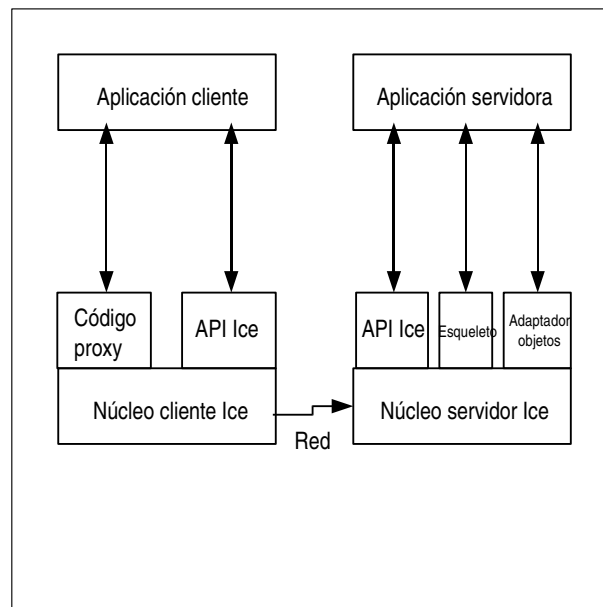 Aplicación cliente
Aplicación servidora
Código
proxy
API Ice
API Ice
Esqueleto
Adaptador
objetos
Núcleo cliente Ice
Núcleo servidor Ice
Red